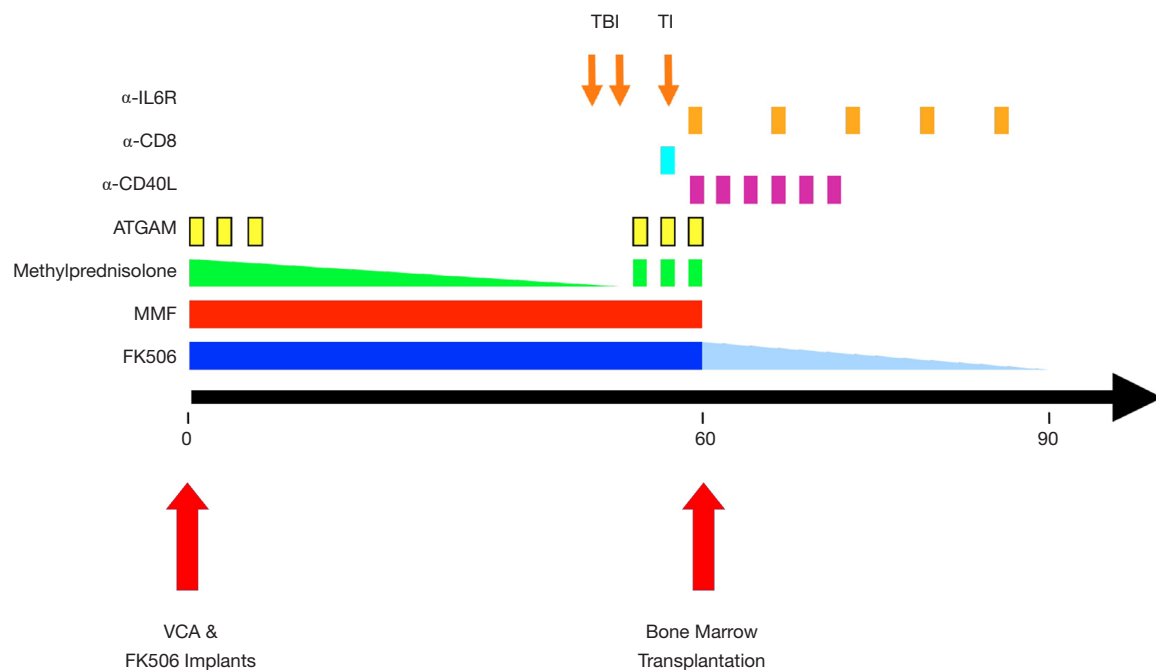 TBI TI
α-IL6R
α-CD8
α-CD40L
ATGAM
Methylprednisolone
MMF
FK506
0 60 90
VCA &
FK506 Implants
Bone Marrow
Transplantation